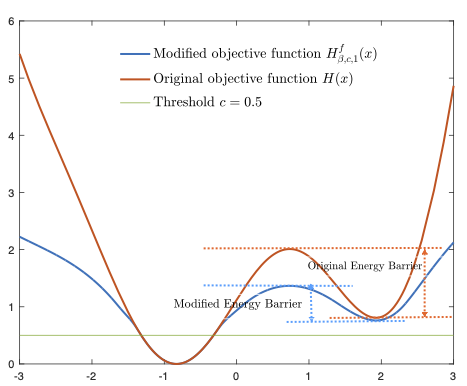 6
Modified objective function $H^f_{\beta,c,1}(x)$
Original objective function $H(x)$
Threshold $c = 0.5$
5
4
3
2
Original Energy Barrier
Modified Energy Barrier
1
0
-3 -2 -1 0 1 2 3